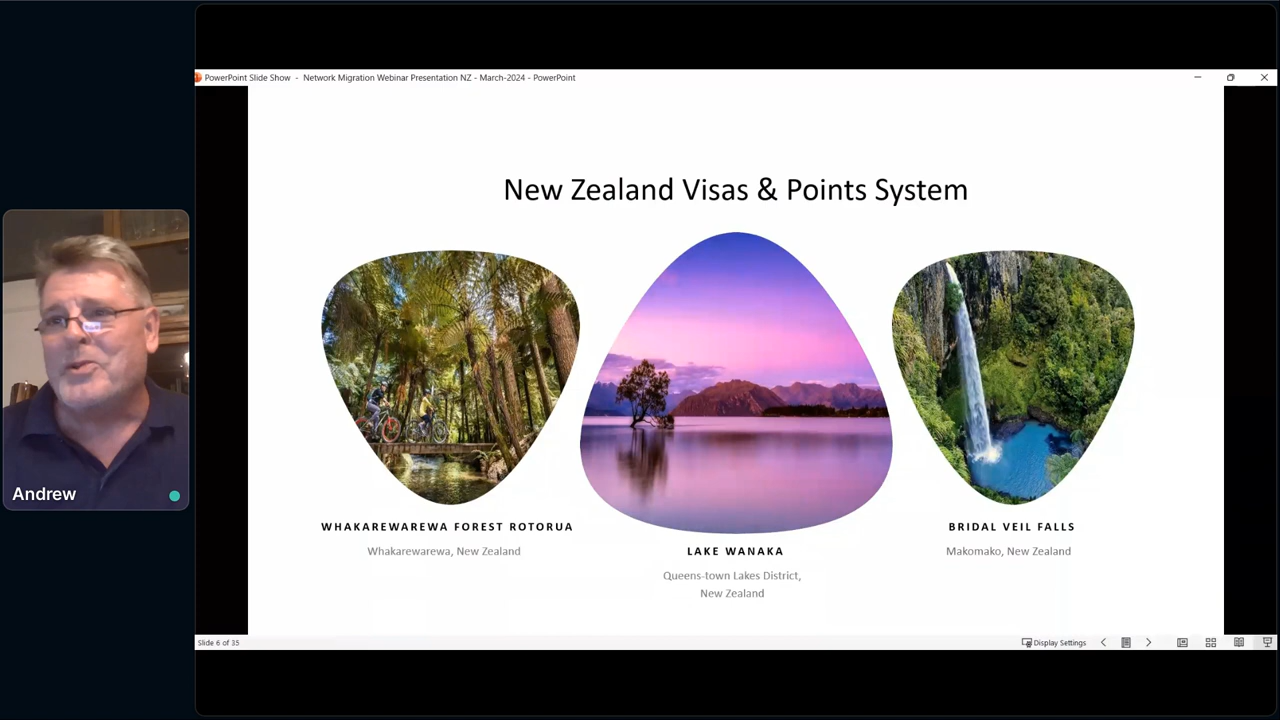 PowerPoint Slide Show - Network Migration Webinar Presentation NZ - March-2024 - PowerPoint
New Zealand Visas & Points System
WHAKAREWAREWA FOREST ROTORUA
Whakarewarewa, New Zealand
LAKE WANAKA
Queens-town Lakes District,
New Zealand
BRIDAL VEIL FALLS
Makomako, New Zealand
Andrew
Slide 6 of 35
Display Settings